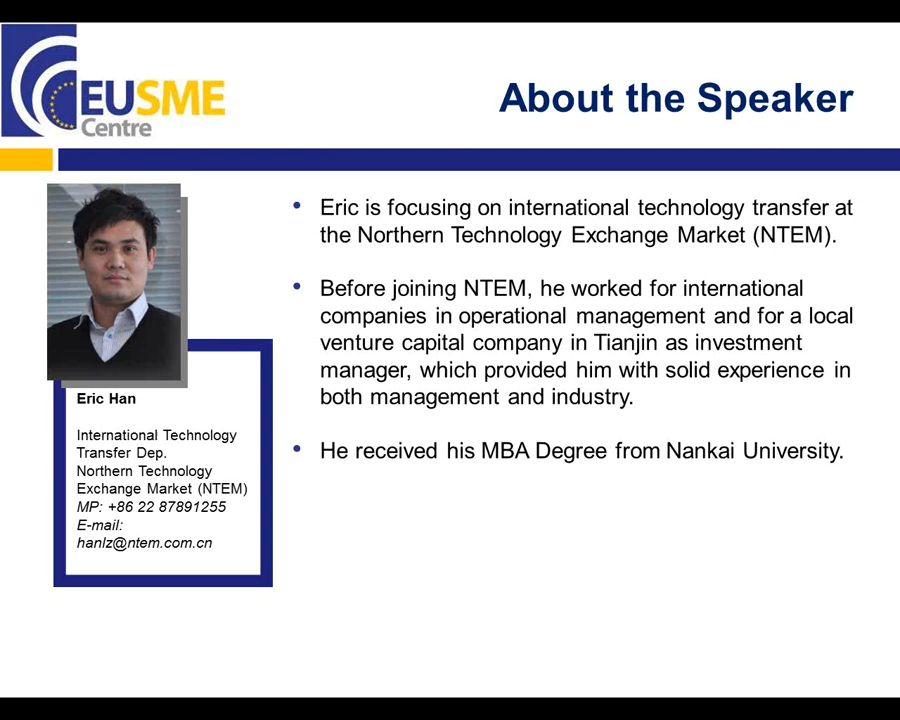 EUSME
Centre
About the Speaker
Eric Han
International Technology
Transfer Dep.
Northern Technology
Exchange Market (NTEM)
MP: +86 22 87891255
E-mail:
hanlz@ntem.com.cn
• Eric is focusing on international technology transfer at
the Northern Technology Exchange Market (NTEM).
• Before joining NTEM, he worked for international
companies in operational management and for a local
venture capital company in Tianjin as investment
manager, which provided him with solid experience in
both management and industry.
• He received his MBA Degree from Nankai University.